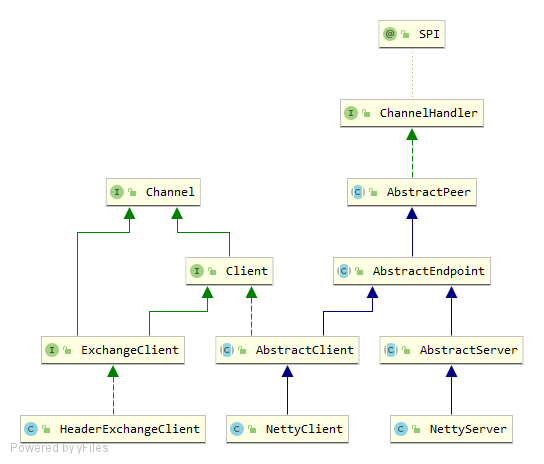 @ SPI
I ChannelHandler
I Channel
C AbstractPeer
I Client
C AbstractEndpoint
I ExchangeClient
C AbstractClient
C AbstractServer
C HeaderExchangeClient
C NettyClient
C NettyServer
Powered by yFiles